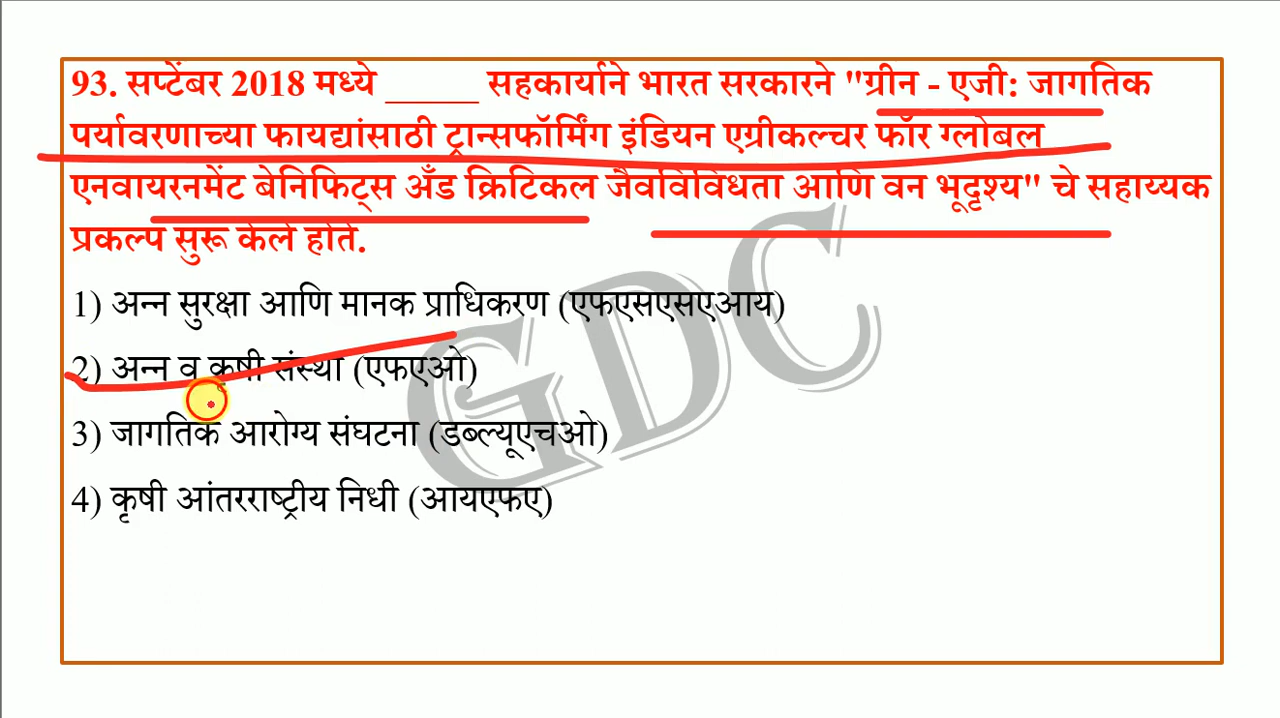 93. सप्टेंबर 2018 मध्ये _____ सहकार्याने भारत सरकारने "ग्रीन - एजी: जागतिक
पर्यावरणाच्या फायद्यांसाठी ट्रान्सफॉर्मिंग इंडियन एग्रीकल्चर फॉर ग्लोबल
एनवायरनमेंट बेनिफिट्स अँड क्रिटिकल जैवविविधता आणि वन भूदृश्य" चे सहाय्यक
प्रकल्प सुरू केले होते.
1) अन्न सुरक्षा आणि मानक प्राधिकरण (एफएसएसएआय)
2) अन्न व कृषी संस्था (एफएओ)
3) जागतिक आरोग्य संघटना (डब्ल्यूएचओ)
4) कृषी आंतरराष्ट्रीय निधी (आयएफए)
GDC